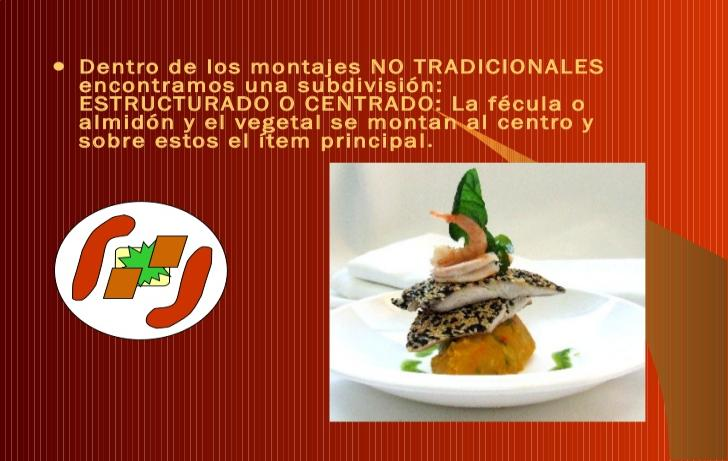 • Dentro de los montajes NO TRADICIONALES
encontramos una subdivisión:
ESTRUCTURADO O CENTRADO: La fécula o
almidón y el vegetal se montan al centro y
sobre estos el ítem principal.